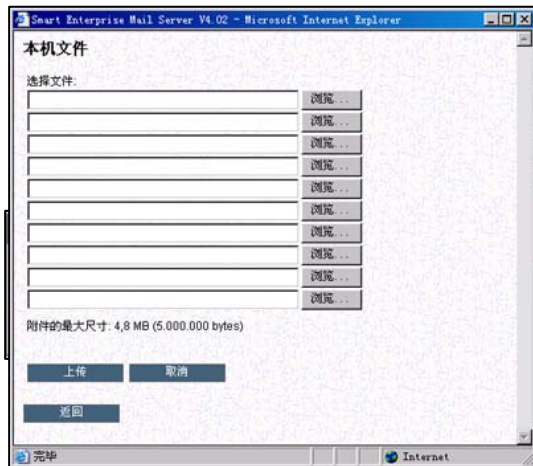 Smart Enterprise Mail Server V4.02 - Microsoft Internet Explorer
本机文件
选择文件:
浏览...
浏览...
浏览...
浏览...
浏览...
浏览...
浏览...
浏览...
浏览...
浏览...
附件的最大尺寸: 4,8 MB (5.000.000 bytes)
上传 取消
返回
完毕 Internet